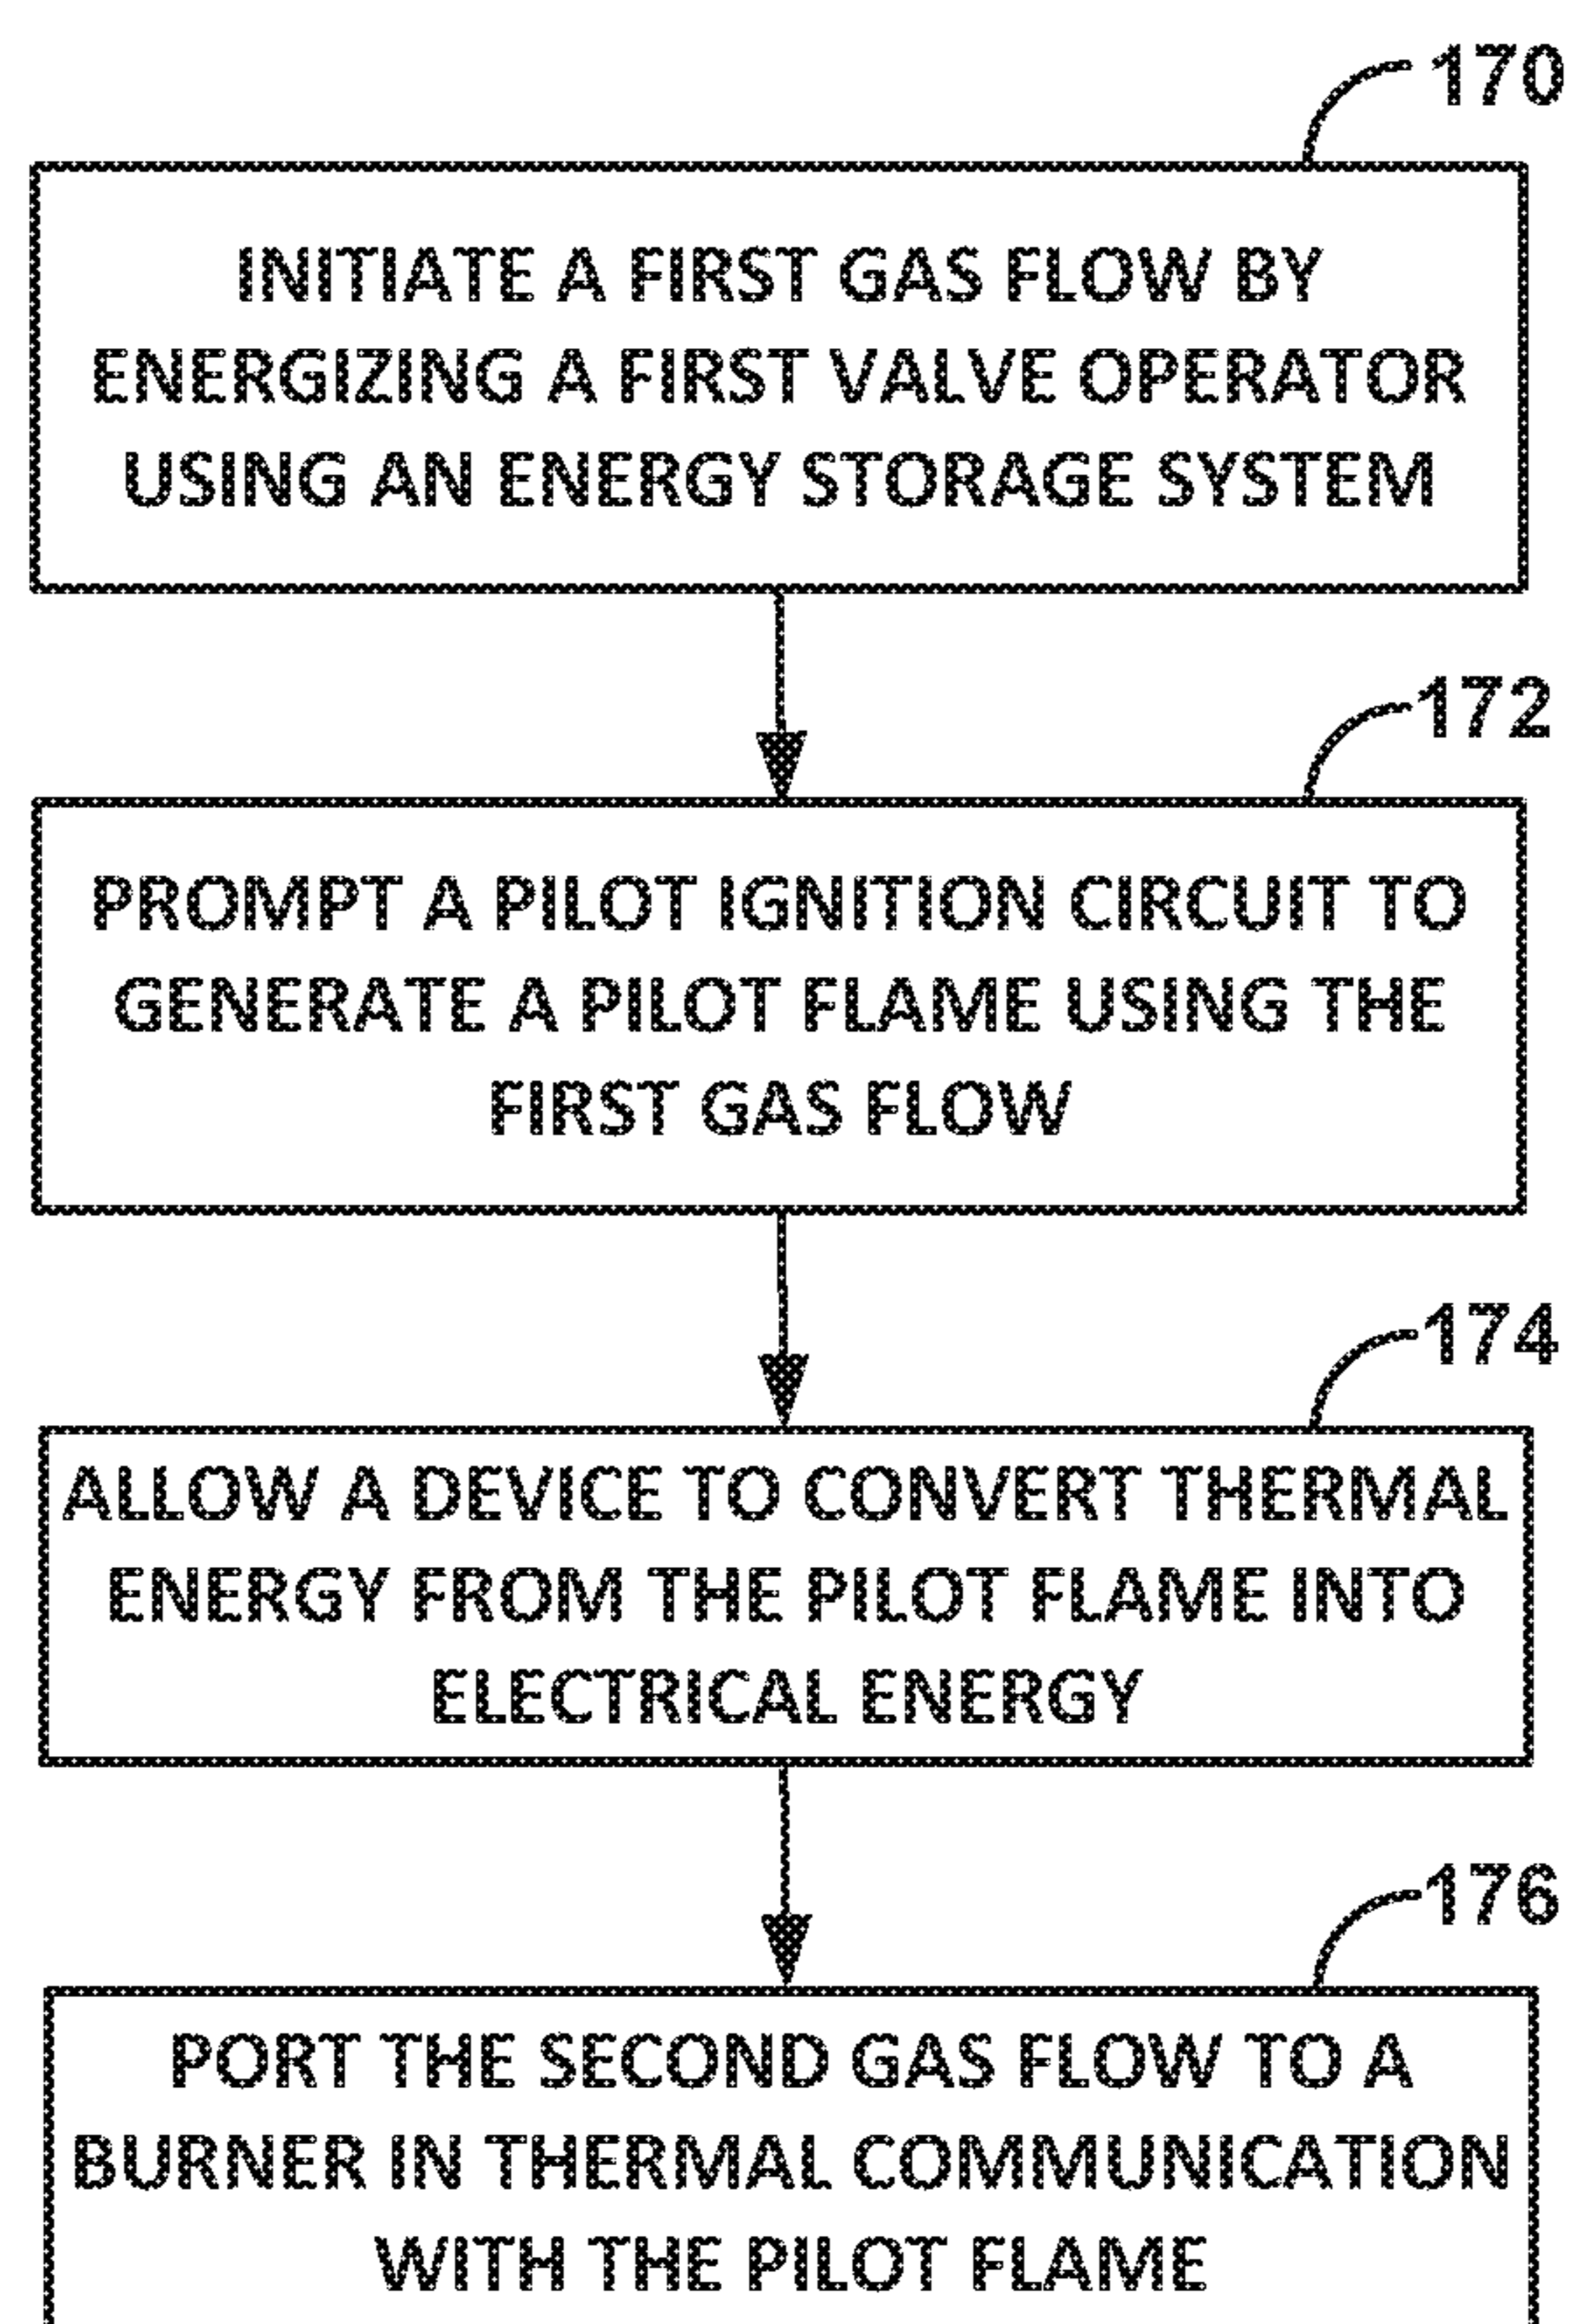 170
INITIATE A FIRST GAS FLOW BY
ENERGIZING A FIRST VALVE OPERATOR
USING AN ENERGY STORAGE SYSTEM
172
PROMPT A PILOT IGNITION CIRCUIT TO
GENERATE A PILOT FLAME USING THE
FIRST GAS FLOW
174
ALLOW A DEVICE TO CONVERT THERMAL
ENERGY FROM THE PILOT FLAME INTO
ELECTRICAL ENERGY
176
PORT THE SECOND GAS FLOW TO A
BURNER IN THERMAL COMMUNICATION
WITH THE PILOT FLAME